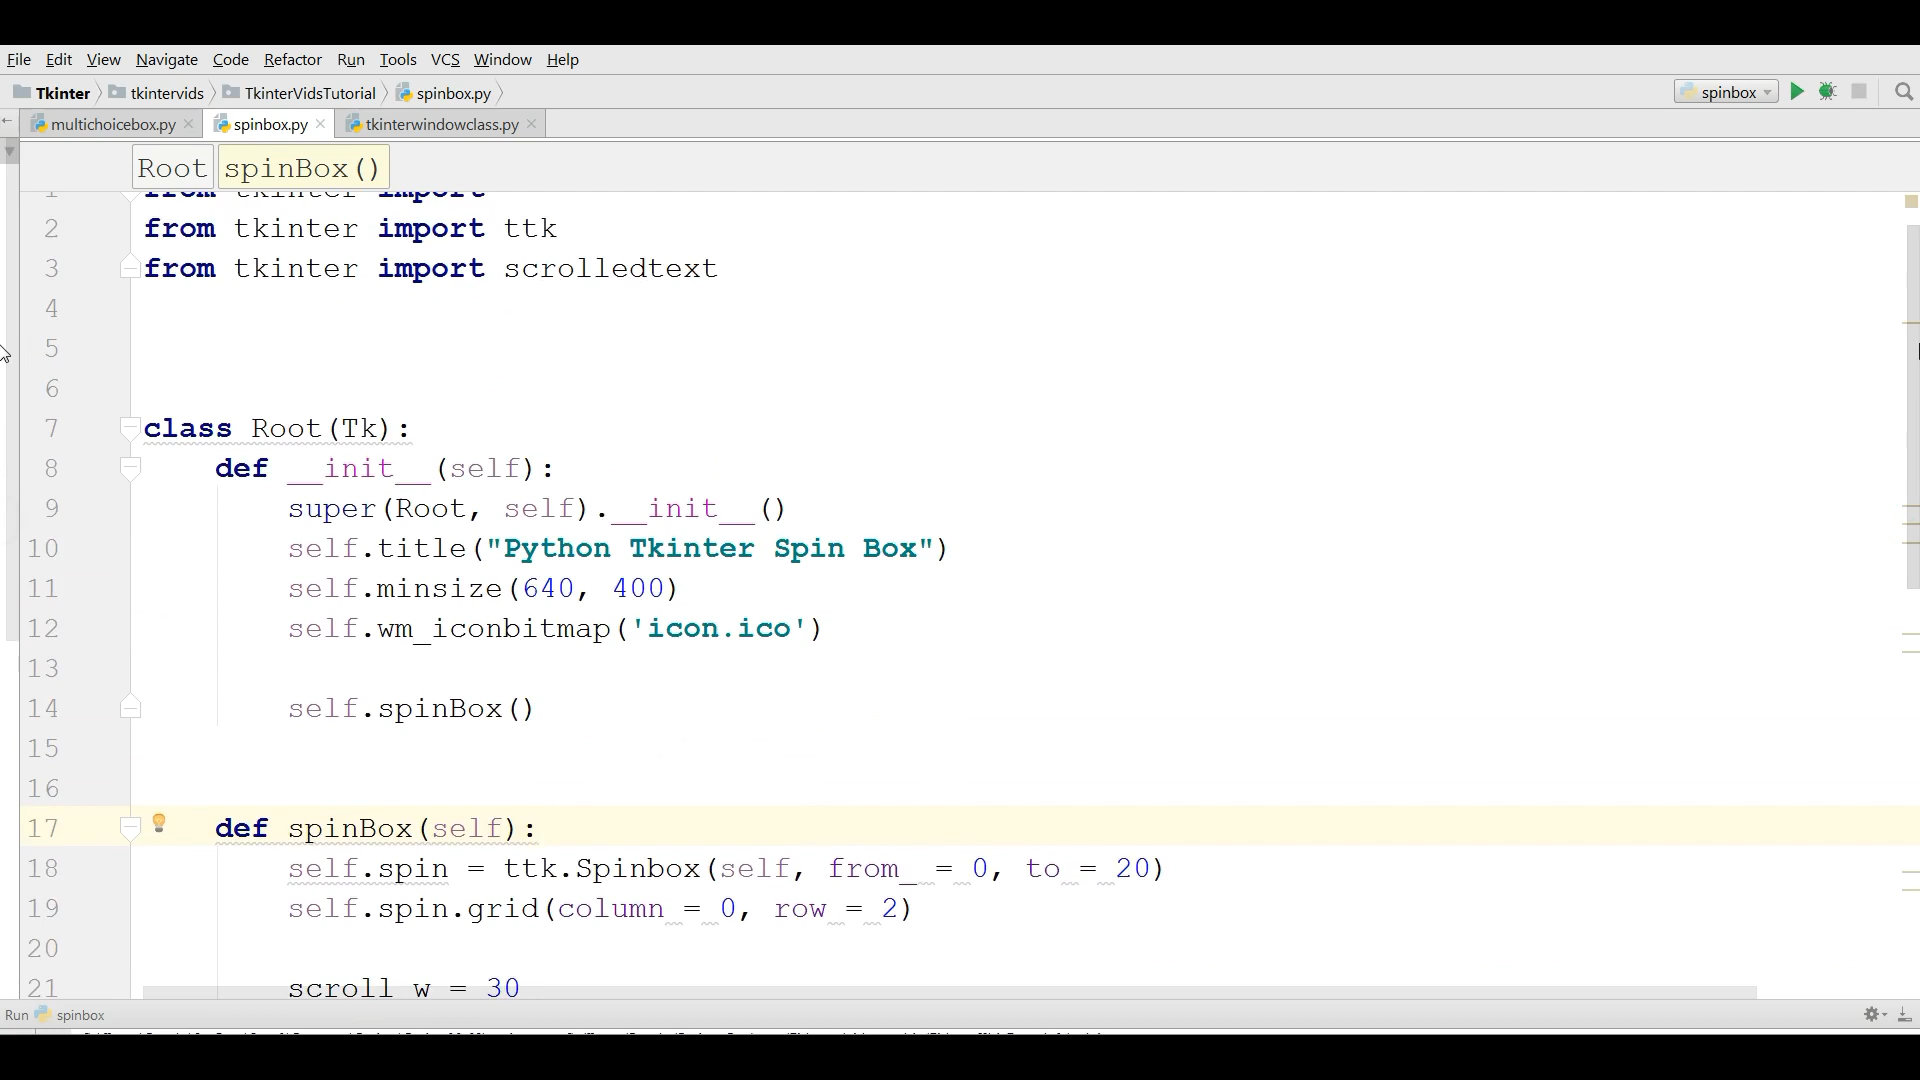 File Edit View Navigate Code Refactor Run Tools VCS Window Help
Tkinter tkintervids TkinterVidsTutorial spinbox.py spinbox
multichoicebox.py spinbox.py tkinterwindowclass.py
Root spinBox()
1 from tkinter import
2 from tkinter import ttk
3 from tkinter import scrolledtext
4
5
6
7 class Root(Tk):
8 def __init__(self):
9 super(Root, self).__init__()
10 self.title("Python Tkinter Spin Box")
11 self.minsize(640, 400)
12 self.wm_iconbitmap('icon.ico')
13
14 self.spinBox()
15
16
17 def spinBox(self):
18 self.spin = ttk.Spinbox(self, from_ = 0, to = 20)
19 self.spin.grid(column = 0, row = 2)
20
21 scroll w = 30
Run spinbox